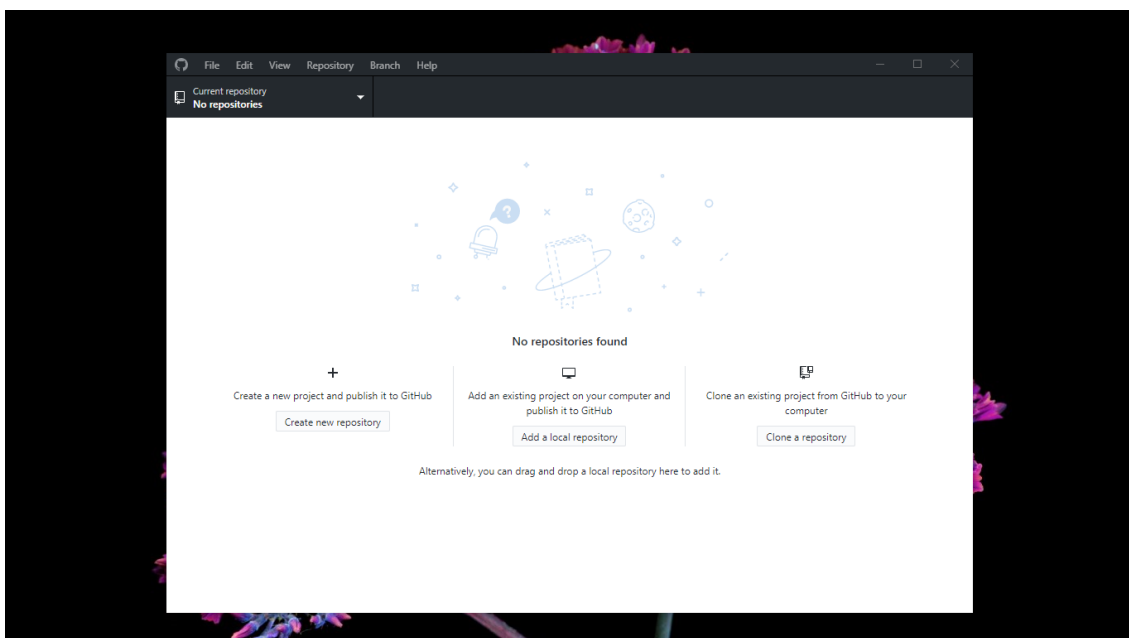 File Edit View Repository Branch Help
Current repository
No repositories
?
No repositories found
Create a new project and publish it to GitHub
Create new repository
Add an existing project on your computer and
publish it to GitHub
Add a local repository
Clone an existing project from GitHub to your
computer
Clone a repository
Alternatively, you can drag and drop a local repository here to add it.